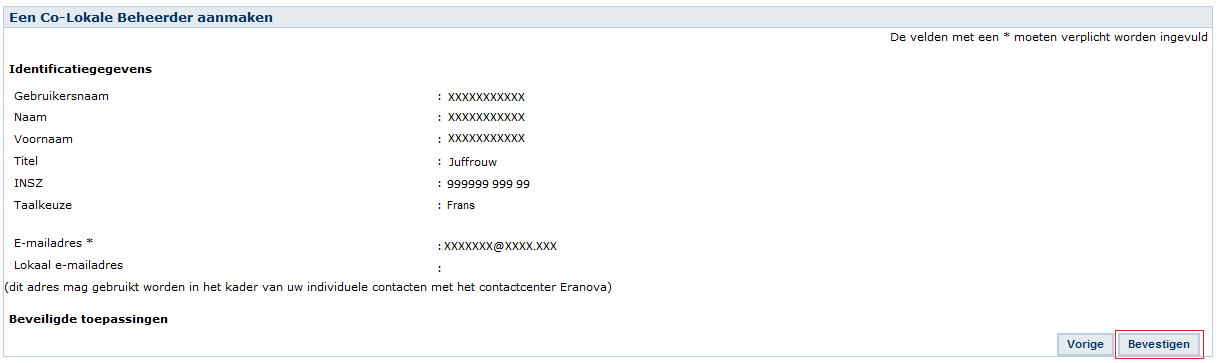 Een Co-Lokale Beheerder aanmaken
De velden met een * moeten verplicht worden ingevuld
Identificatiegegevens
Gebruikersnaam : XXXXXXXXXXX
Naam : XXXXXXXXXXX
Voornaam : XXXXXXXXXXX
Titel : Juffrouw
INSZ : 999999 999 99
Taalkeuze : Frans
E-mailadres * :XXXXXXX@XXXX.XXX
Lokaal e-mailadres :
(dit adres mag gebruikt worden in het kader van uw individuele contacten met het contactcenter Eranova)
Beveiligde toepassingen
Vorige Bevestigen